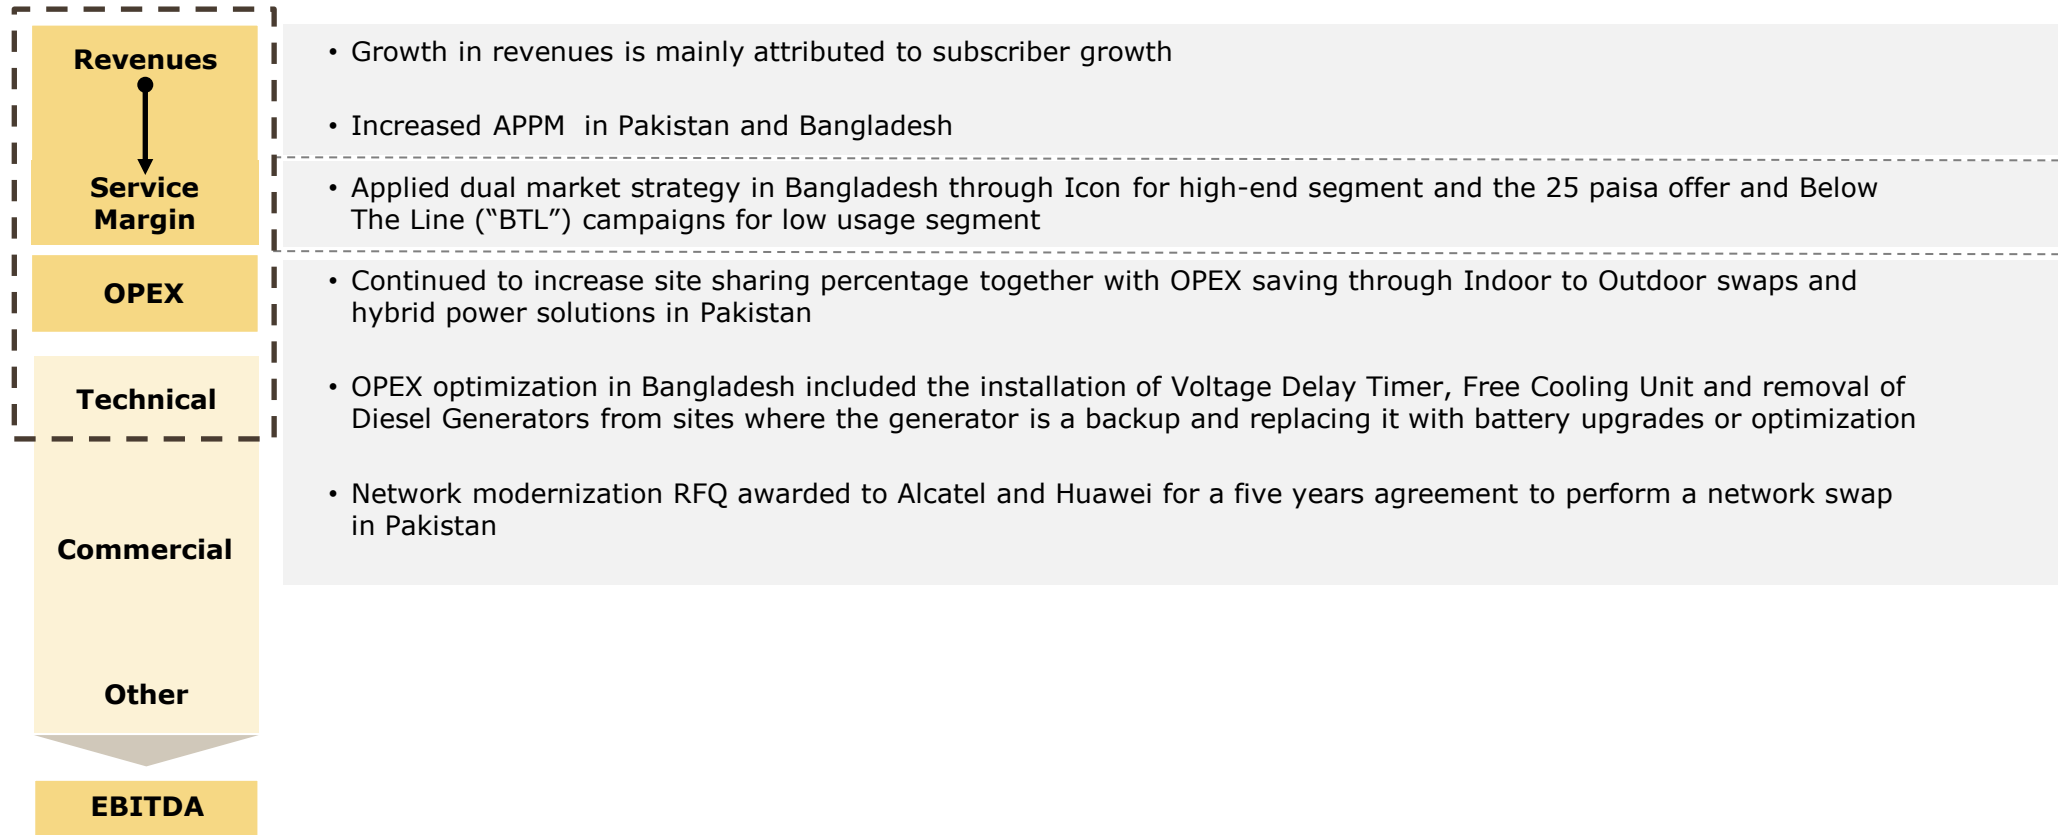 Revenues
• Growth in revenues is mainly attributed to subscriber growth
• Increased APPM in Pakistan and Bangladesh
Service
Margin
• Applied dual market strategy in Bangladesh through Icon for high-end segment and the 25 paisa offer and Below
The Line (“BTL”) campaigns for low usage segment
OPEX
• Continued to increase site sharing percentage together with OPEX saving through Indoor to Outdoor swaps and
hybrid power solutions in Pakistan
Technical
• OPEX optimization in Bangladesh included the installation of Voltage Delay Timer, Free Cooling Unit and removal of
Diesel Generators from sites where the generator is a backup and replacing it with battery upgrades or optimization
• Network modernization RFQ awarded to Alcatel and Huawei for a five years agreement to perform a network swap
in Pakistan
Commercial
Other
EBITDA